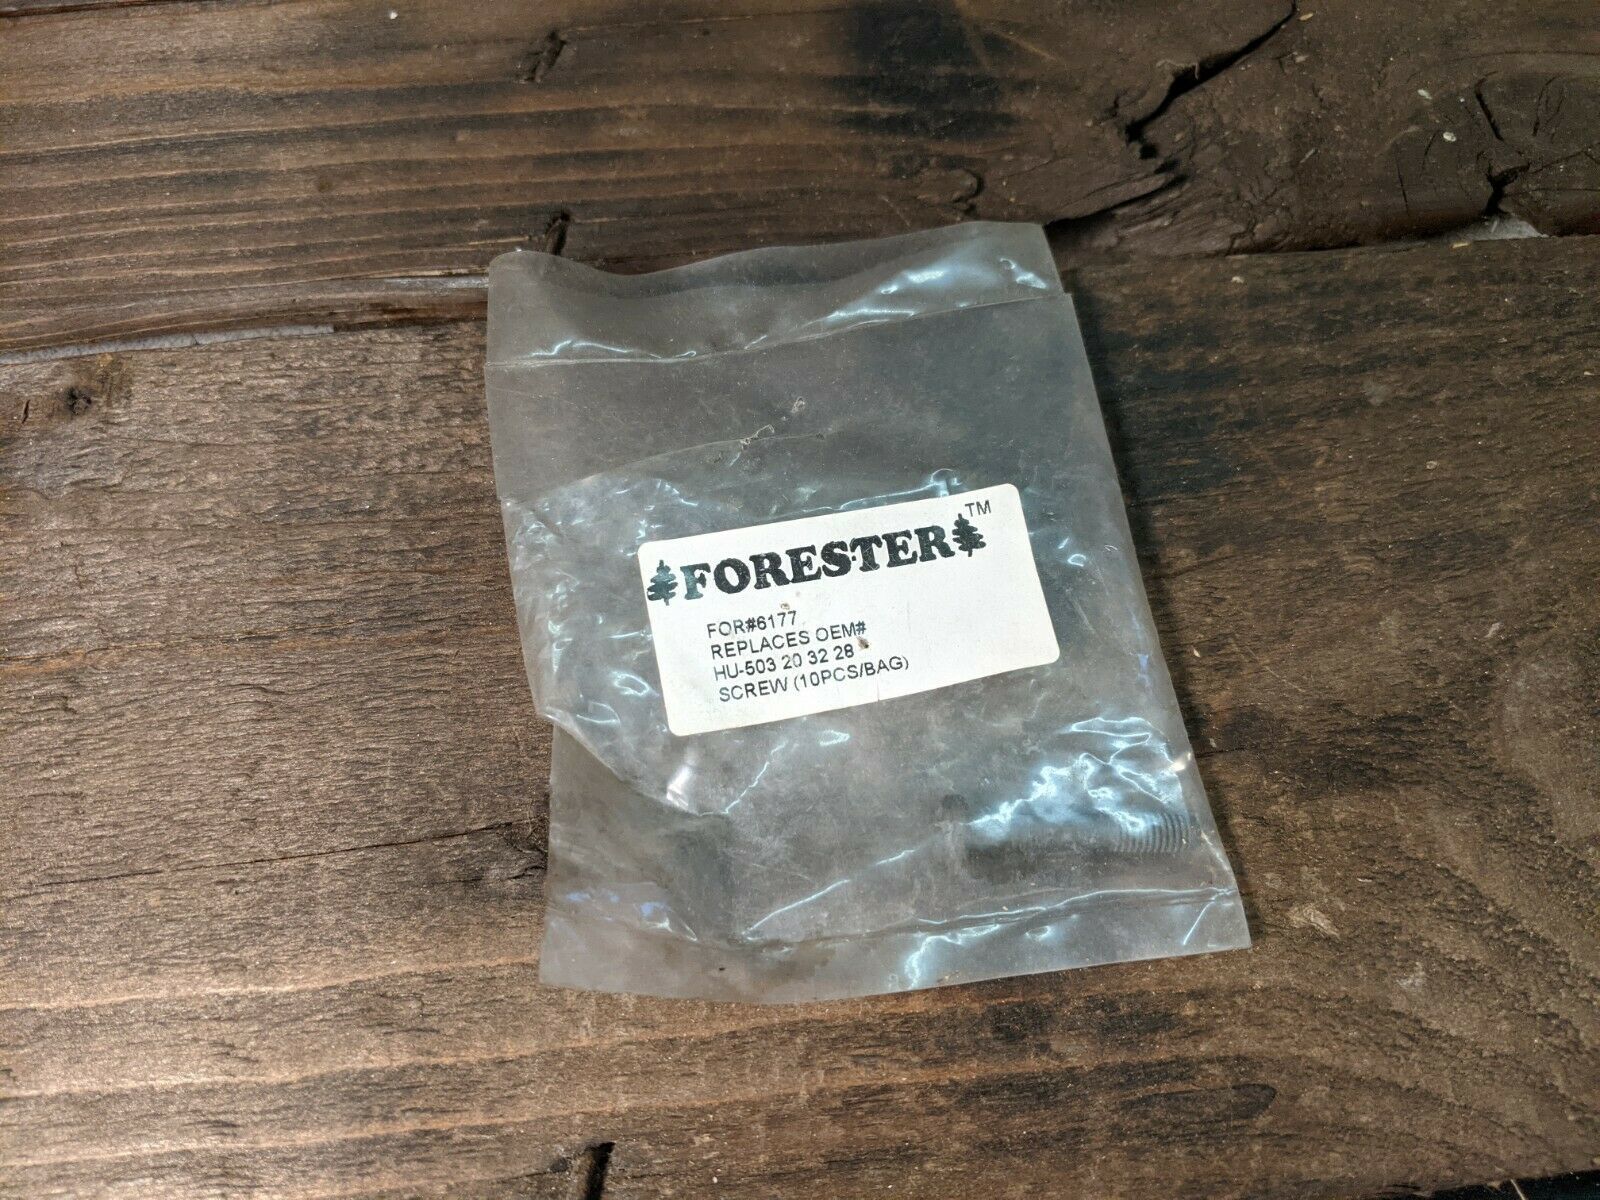 FORESTER™
FOR#6177
REPLACES OEM#
HU-503 20 32 28
SCREW (10PCS/BAG)